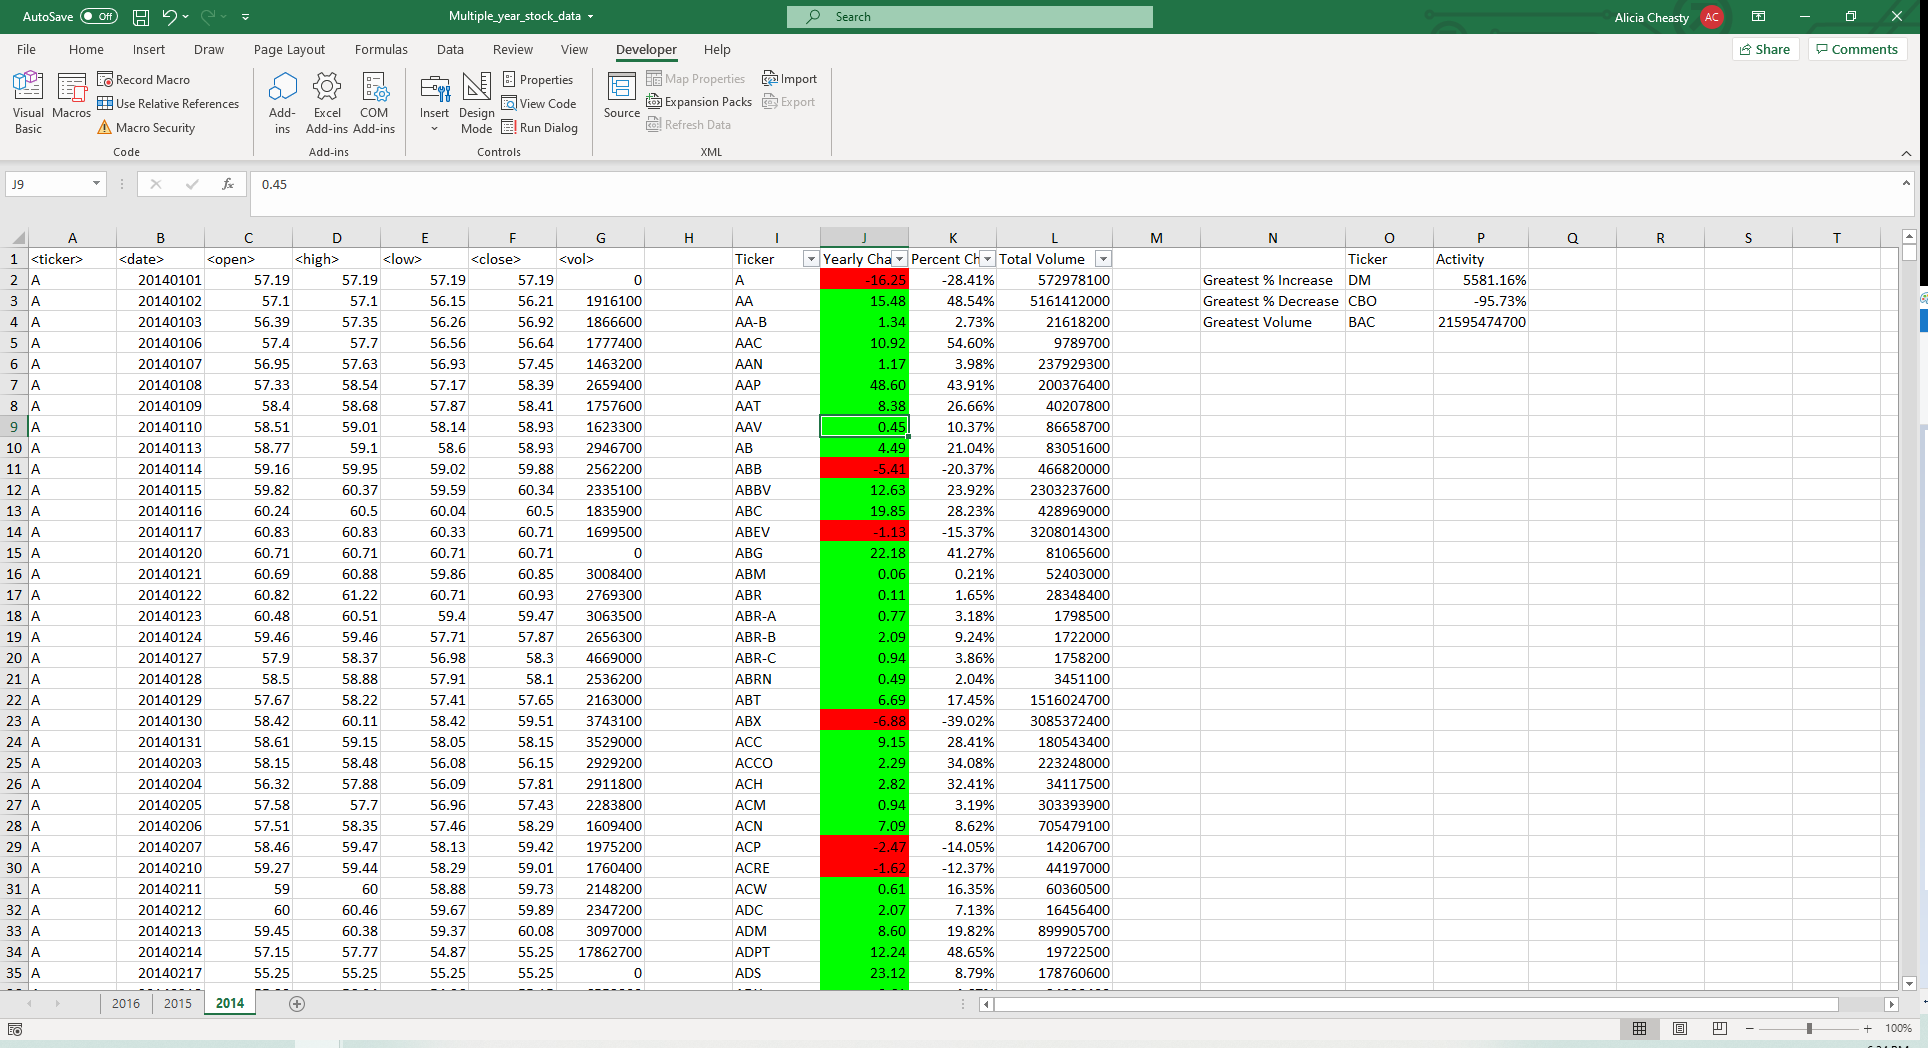 AutoSave Off Multiple_year_stock_data Search Alicia Cheasty AC
File Home Insert Draw Page Layout Formulas Data Review View Developer Help Share Comments
Visual Basic Macros Record Macro Use Relative References Macro Security
Add-ins Excel Add-ins COM Add-ins
Insert Design Mode Properties View Code Run Dialog
Source Map Properties Expansion Packs Refresh Data Import Export
Code Add-ins Controls XML
J9 fx 0.45
A B C D E F G H I J K L M N O P Q R S T
1 <ticker> <date> <open> <high> <low> <close> <vol> Ticker Yearly Cha Percent Ch Total Volume Ticker Activity
2 A 20140101 57.19 57.19 57.19 57.19 0 A -16.25 -28.41% 572978100 Greatest % Increase DM 5581.16%
3 A 20140102 57.1 57.1 56.15 56.21 1916100 AA 15.48 48.54% 5161412000 Greatest % Decrease CBO -95.73%
4 A 20140103 56.39 57.35 56.26 56.92 1866600 AA-B 1.34 2.73% 21618200 Greatest Volume BAC 21595474700
5 A 20140106 57.4 57.7 56.56 56.64 1777400 AAC 10.92 54.60% 9789700
6 A 20140107 56.95 57.63 56.93 57.45 1463200 AAN 1.17 3.98% 237929300
7 A 20140108 57.33 58.54 57.17 58.39 2659400 AAP 48.60 43.91% 200376400
8 A 20140109 58.4 58.68 57.87 58.41 1757600 AAT 8.38 26.66% 40207800
9 A 20140110 58.51 59.01 58.14 58.93 1623300 AAV 0.45 10.37% 86658700
10 A 20140113 58.77 59.1 58.6 58.93 2946700 AB 4.49 21.04% 83051600
11 A 20140114 59.16 59.95 59.02 59.88 2562200 ABB -5.41 -20.37% 466820000
12 A 20140115 59.82 60.37 59.59 60.34 2335100 ABBV 12.63 23.92% 2303237600
13 A 20140116 60.24 60.5 60.04 60.5 1835900 ABC 19.85 28.23% 428969000
14 A 20140117 60.83 60.83 60.33 60.71 1699500 ABEV -1.13 -15.37% 3208014300
15 A 20140120 60.71 60.71 60.71 60.71 0 ABG 22.18 41.27% 81065600
16 A 20140121 60.69 60.88 59.86 60.85 3008400 ABM 0.06 0.21% 52403000
17 A 20140122 60.82 61.22 60.71 60.93 2769300 ABR 0.11 1.65% 28348400
18 A 20140123 60.48 60.51 59.4 59.47 3063500 ABR-A 0.77 3.18% 1798500
19 A 20140124 59.46 59.46 57.71 57.87 2656300 ABR-B 2.09 9.24% 1722000
20 A 20140127 57.9 58.37 56.98 58.3 4669000 ABR-C 0.94 3.86% 1758200
21 A 20140128 58.5 58.88 57.91 58.1 2536200 ABRN 0.49 2.04% 3451100
22 A 20140129 57.67 58.22 57.41 57.65 2163000 ABT 6.69 17.45% 1516024700
23 A 20140130 58.42 60.11 58.42 59.51 3743100 ABX -6.88 -39.02% 3085372400
24 A 20140131 58.61 59.15 58.05 58.15 3529000 ACC 9.15 28.41% 180543400
25 A 20140203 58.15 58.48 56.08 56.15 2929200 ACCO 2.29 34.08% 223248000
26 A 20140204 56.32 57.88 56.09 57.81 2911800 ACH 2.82 32.41% 34117500
27 A 20140205 57.58 57.7 56.96 57.43 2283800 ACM 0.94 3.19% 303393900
28 A 20140206 57.51 58.35 57.46 58.29 1609400 ACN 7.09 8.62% 705479100
29 A 20140207 58.46 59.47 58.13 59.42 1975200 ACP -2.47 -14.05% 14206700
30 A 20140210 59.27 59.44 58.29 59.01 1760400 ACRE -1.62 -12.37% 44197000
31 A 20140211 59 60 58.88 59.73 2148200 ACW 0.61 16.35% 60360500
32 A 20140212 60 60.46 59.67 59.89 2347200 ADC 2.07 7.13% 16456400
33 A 20140213 59.45 60.38 59.37 60.08 3097000 ADM 8.60 19.82% 899905700
34 A 20140214 57.15 57.77 54.87 55.25 17862700 ADPT 12.24 48.65% 19722500
35 A 20140217 55.25 55.25 55.25 55.25 0 ADS 23.12 8.79% 178760600
2016 2015 2014
100%